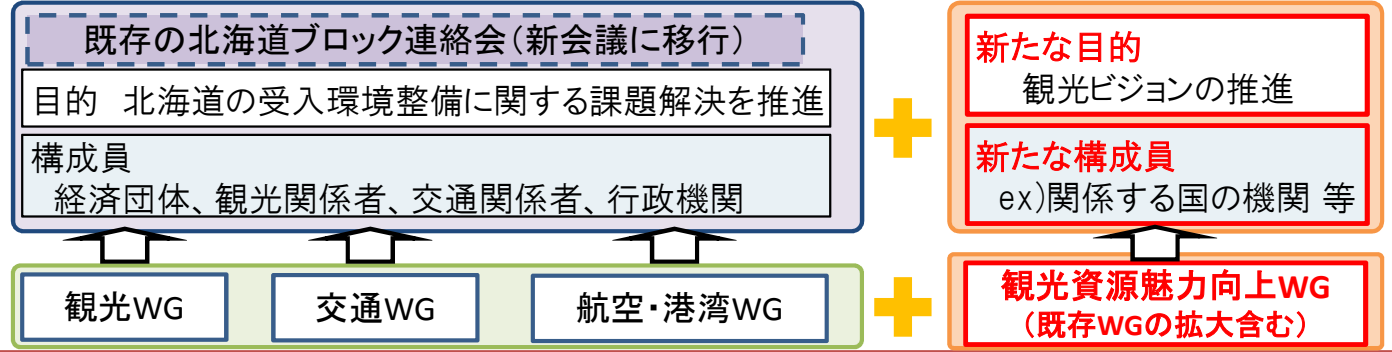 既存の北海道ブロック連絡会(新会議に移行)
目的　北海道の受入環境整備に関する課題解決を推進
構成員
経済団体、観光関係者、交通関係者、行政機関
新たな目的
観光ビジョンの推進
新たな構成員
ex)関係する国の機関 等
観光WG
交通WG
航空・港湾WG
観光資源魅力向上WG
(既存WGの拡大含む)